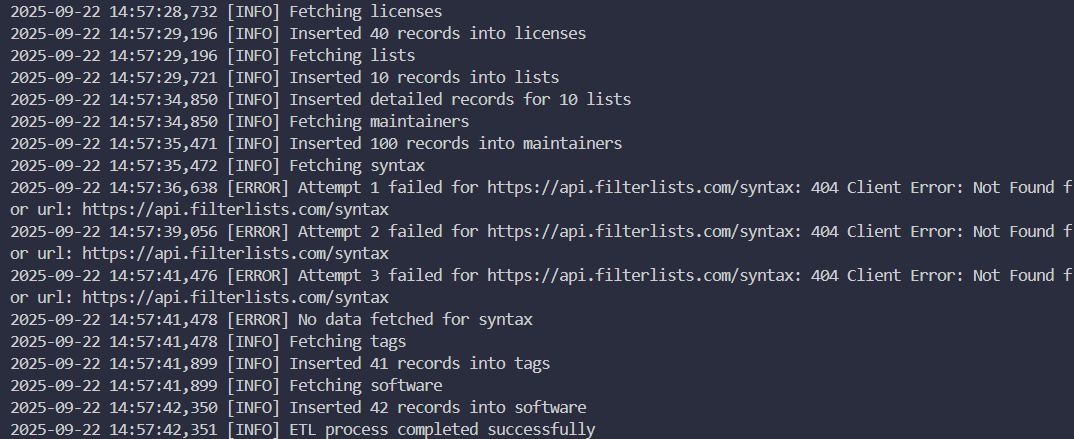 2025-09-22 14:57:28,732 [INFO] Fetching licenses
2025-09-22 14:57:29,196 [INFO] Inserted 40 records into licenses
2025-09-22 14:57:29,196 [INFO] Fetching lists
2025-09-22 14:57:29,721 [INFO] Inserted 10 records into lists
2025-09-22 14:57:34,850 [INFO] Inserted detailed records for 10 lists
2025-09-22 14:57:34,850 [INFO] Fetching maintainers
2025-09-22 14:57:35,471 [INFO] Inserted 100 records into maintainers
2025-09-22 14:57:35,472 [INFO] Fetching syntax
2025-09-22 14:57:36,638 [ERROR] Attempt 1 failed for https://api.filterlists.com/syntax: 404 Client Error: Not Found f
or url: https://api.filterlists.com/syntax
2025-09-22 14:57:39,056 [ERROR] Attempt 2 failed for https://api.filterlists.com/syntax: 404 Client Error: Not Found f
or url: https://api.filterlists.com/syntax
2025-09-22 14:57:41,476 [ERROR] Attempt 3 failed for https://api.filterlists.com/syntax: 404 Client Error: Not Found f
or url: https://api.filterlists.com/syntax
2025-09-22 14:57:41,478 [ERROR] No data fetched for syntax
2025-09-22 14:57:41,478 [INFO] Fetching tags
2025-09-22 14:57:41,899 [INFO] Inserted 41 records into tags
2025-09-22 14:57:41,899 [INFO] Fetching software
2025-09-22 14:57:42,350 [INFO] Inserted 42 records into software
2025-09-22 14:57:42,351 [INFO] ETL process completed successfully